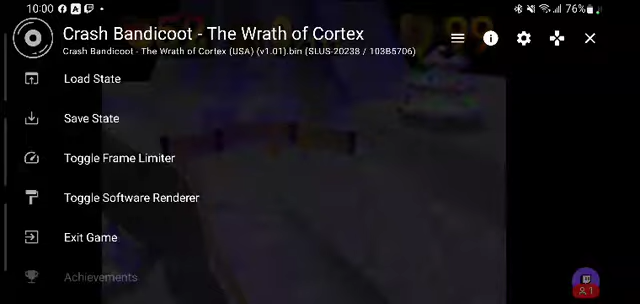 10:00
76%
Crash Bandicoot - The Wrath of Cortex
Crash Bandicoot - The Wrath of Cortex (USA) (v1.01).bin (SLUS-20238 / 103B5706)
Load State
Save State
Toggle Frame Limiter
Toggle Software Renderer
Exit Game
Achievements
1